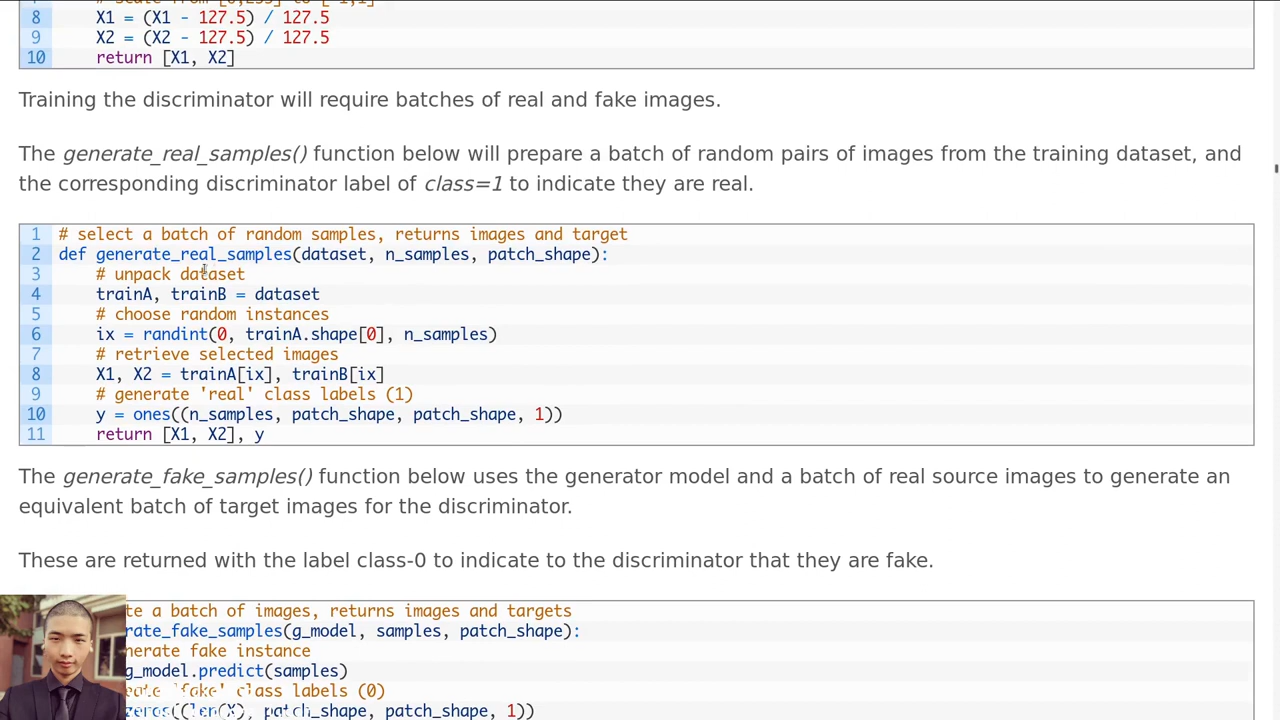 8 X1 = (X1 - 127.5) / 127.5
9 X2 = (X2 - 127.5) / 127.5
10 return [X1, X2]
Training the discriminator will require batches of real and fake images.
The generate_real_samples() function below will prepare a batch of random pairs of images from the training dataset, and
the corresponding discriminator label of class=1 to indicate they are real.
1 # select a batch of random samples, returns images and target
2 def generate_real_samples(dataset, n_samples, patch_shape):
3 # unpack dataset
4 trainA, trainB = dataset
5 # choose random instances
6 ix = randint(0, trainA.shape[0], n_samples)
7 # retrieve selected images
8 X1, X2 = trainA[ix], trainB[ix]
9 # generate 'real' class labels (1)
10 y = ones((n_samples, patch_shape, patch_shape, 1))
11 return [X1, X2], y
The generate_fake_samples() function below uses the generator model and a batch of real source images to generate an
equivalent batch of target images for the discriminator.
These are returned with the label class-0 to indicate to the discriminator that they are fake.
te a batch of images, returns images and targets
rate_fake_samples(g_model, samples, patch_shape):
nerate fake instance
g_model.predict(samples)
'fake' class labels (0)
patch_shape, patch_shape, 1))